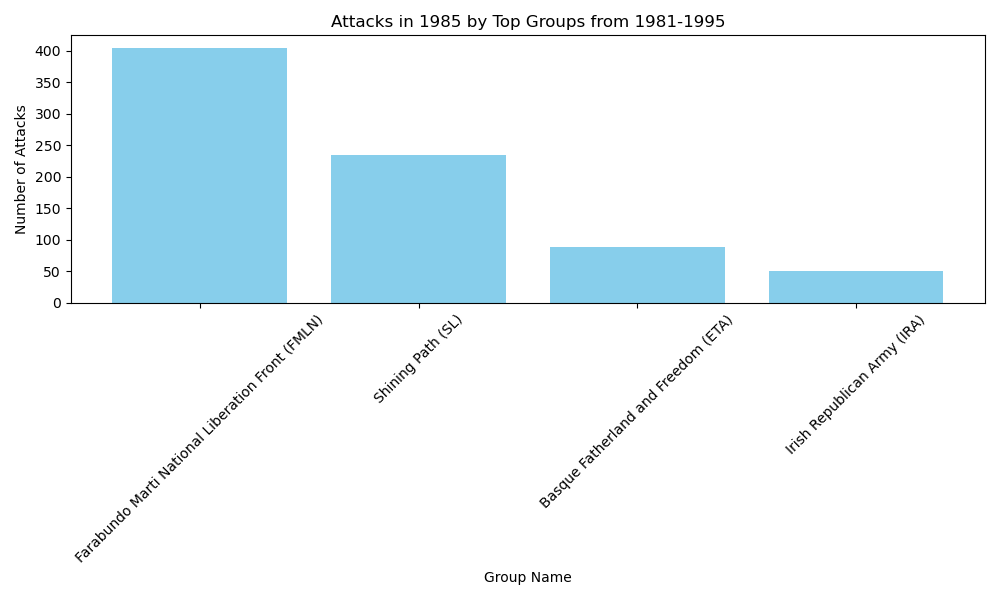 Attacks in 1985 by Top Groups from 1981-1995
Number of Attacks
400
350
300
250
200
150
100
50
0
Farabundo Marti National Liberation Front (FMLN)
Shining Path (SL)
Basque Fatherland and Freedom (ETA)
Irish Republican Army (IRA)
Group Name